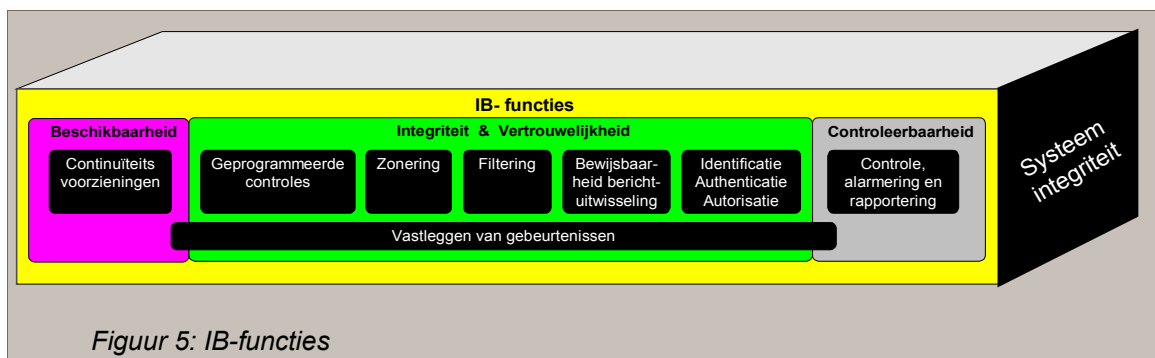 IB- functies
Beschikbaarheid
Integriteit & Vertrouwelijkheid
Controleerbaarheid
Continuïteits
voorzieningen
Geprogrammeerde
controles
Zonering
Filtering
Bewijsbaar-
heid bericht-
uitwisseling
Identificatie
Authenticatie
Autorisatie
Controle,
alarmering en
rapportering
Vastleggen van gebeurtenissen
Systeem
integriteit
Figuur 5: IB-functies